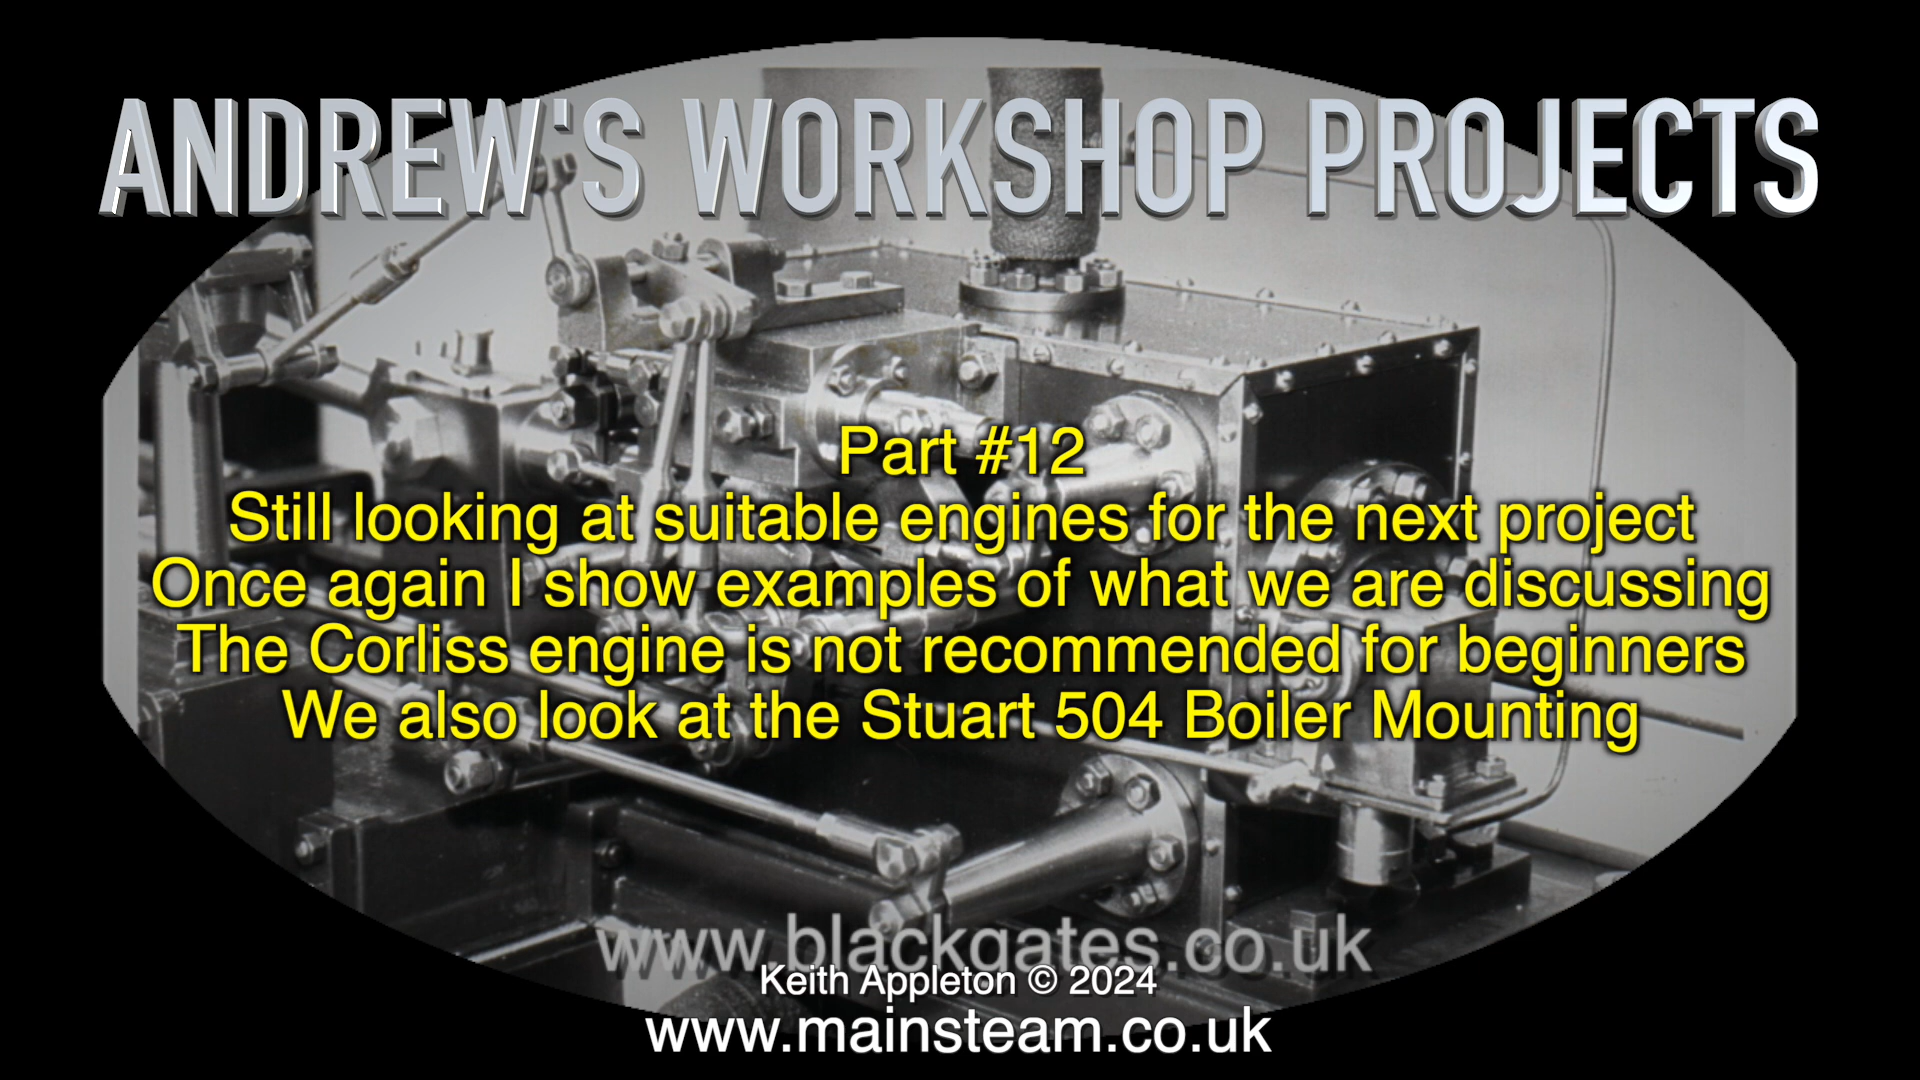 ANDREW'S WORKSHOP PROJECTS
Part #12
Still looking at suitable engines for the next project
Once again I show examples of what we are discussing
The Corliss engine is not recommended for beginners
We also look at the Stuart 504 Boiler Mounting
www.blackgates.co.uk
Keith Appleton © 2024
www.mainsteam.co.uk